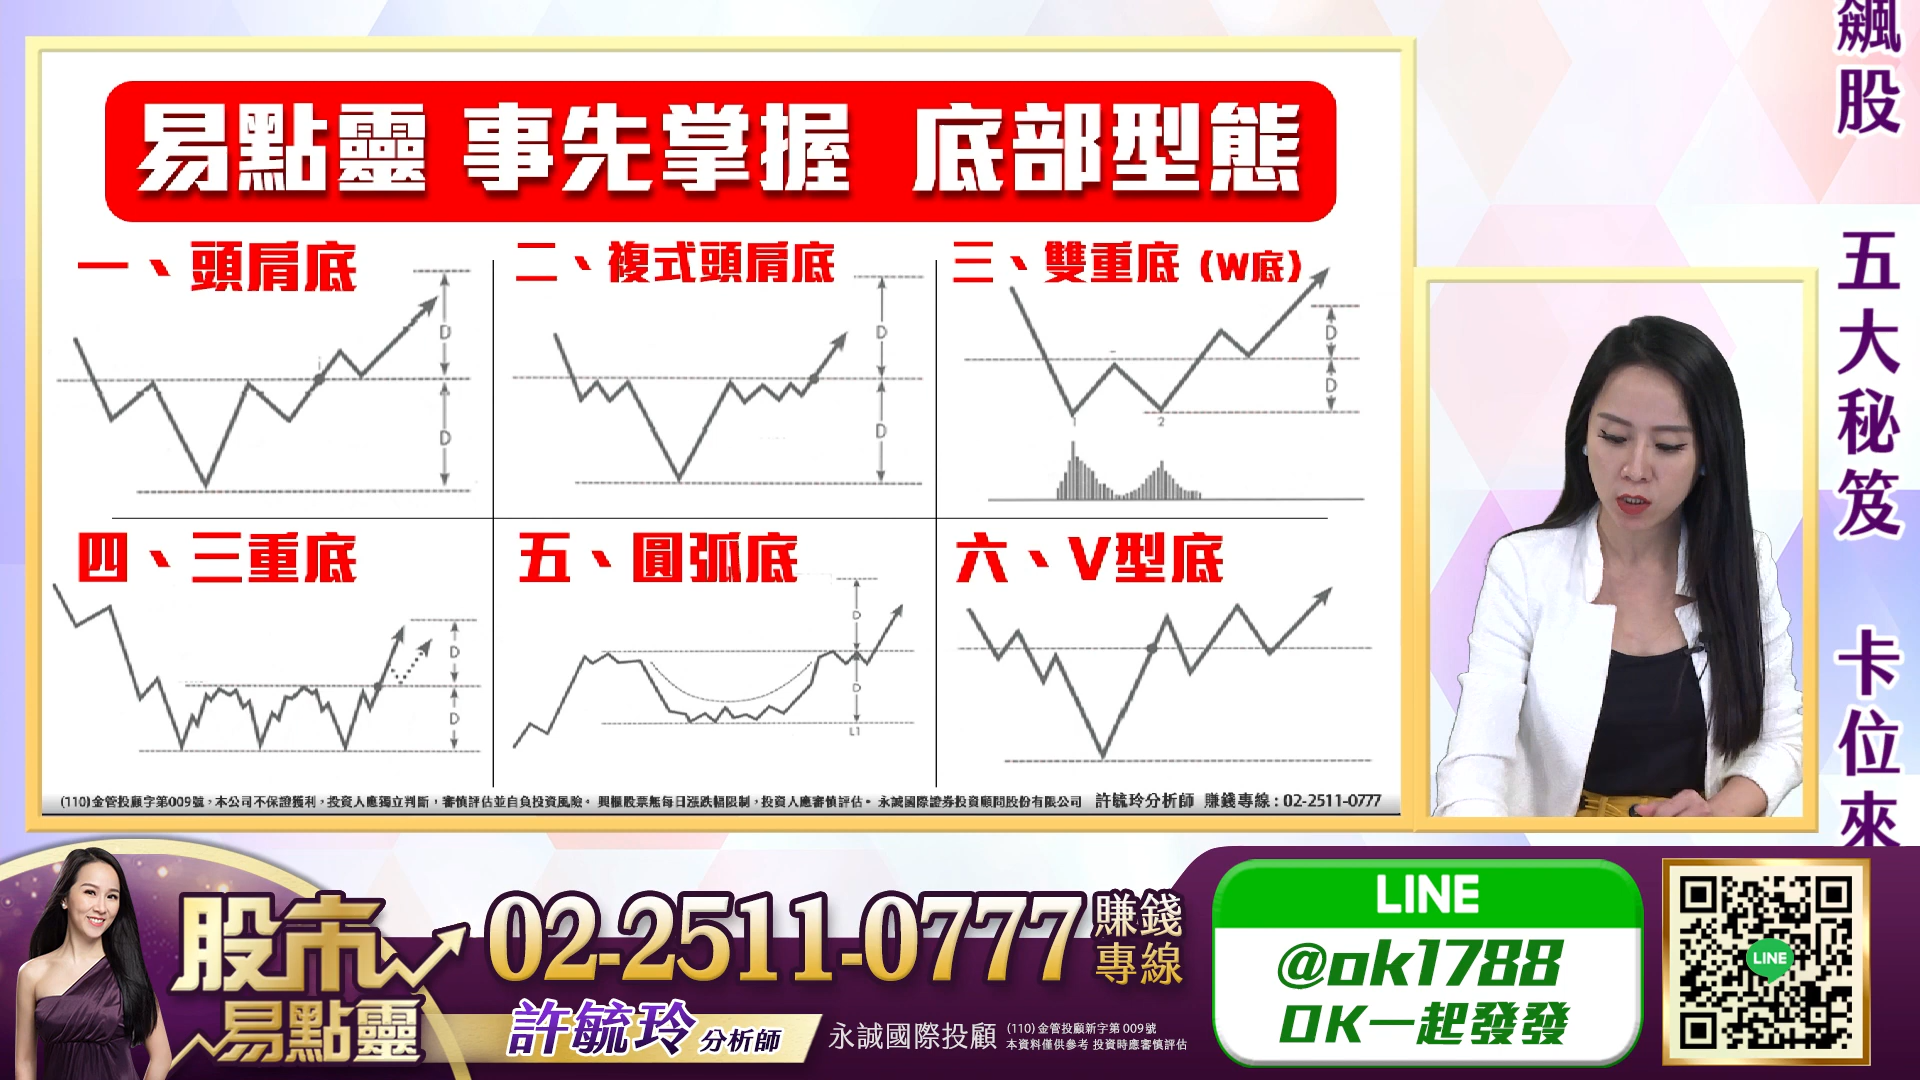 易點靈 事先掌握 底部型態
一、頭肩底
D
D
二、複式頭肩底
D
D
三、雙重底（W底）
D
D
1
2
四、三重底
D
D
五、圓弧底
D
D
L1
六、V型底
(110)金管投顧字第009號，本公司不保證獲利，投資人應獨立判斷，審慎評估並自負投資風險。 興櫃股票無每日漲跌幅限制，投資人應審慎評估。 永誠國際證券投資顧問股份有限公司 許毓玲分析師 賺錢專線：02-2511-0777
飆股 五大秘笈 卡位來
股市
易點靈
02-2511-0777
賺錢
專線
許毓玲 分析師
永誠國際投顧
(110) 金管投顧新字第 009號
本資料僅供參考 投資時應審慎評估
LINE
@ok1788
OK一起發發
LINE